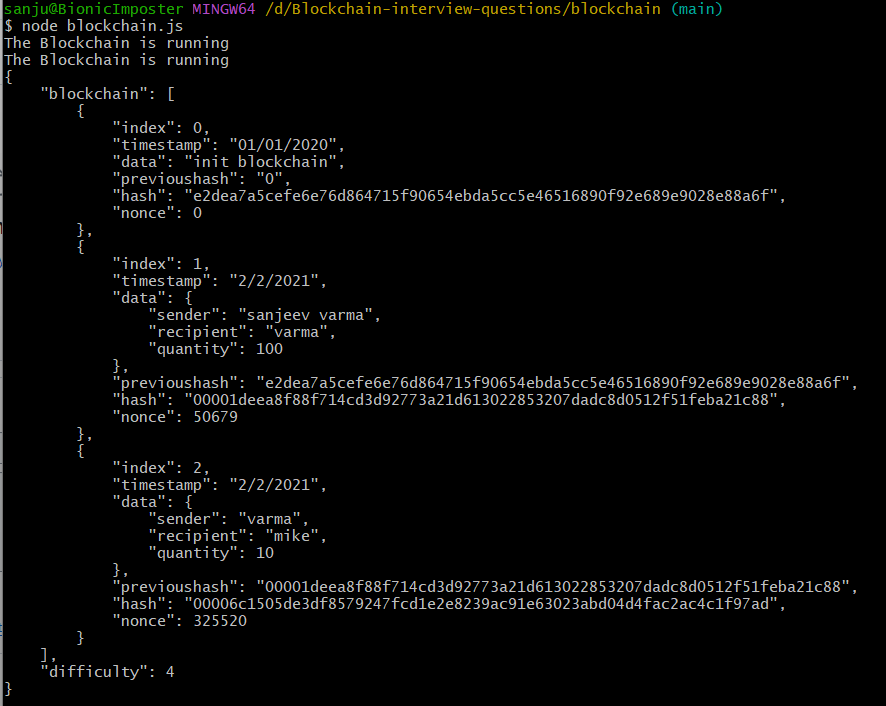 sanju@BionicImposter MINGW64 /d/Blockchain-interview-questions/blockchain (main)
$ node blockchain.js
The Blockchain is running
The Blockchain is running
{
    "blockchain": [
        {
            "index": 0,
            "timestamp": "01/01/2020",
            "data": "init blockchain",
            "previoushash": "0",
            "hash": "e2dea7a5cefe6e76d864715f90654ebda5cc5e46516890f92e689e9028e88a6f",
            "nonce": 0
        },
        {
            "index": 1,
            "timestamp": "2/2/2021",
            "data": {
                "sender": "sanjeev varma",
                "recipient": "varma",
                "quantity": 100
            },
            "previoushash": "e2dea7a5cefe6e76d864715f90654ebda5cc5e46516890f92e689e9028e88a6f",
            "hash": "00001deea8f88f714cd3d92773a21d613022853207dadc8d0512f51feba21c88",
            "nonce": 50679
        },
        {
            "index": 2,
            "timestamp": "2/2/2021",
            "data": {
                "sender": "varma",
                "recipient": "mike",
                "quantity": 10
            },
            "previoushash": "00001deea8f88f714cd3d92773a21d613022853207dadc8d0512f51feba21c88",
            "hash": "00006c1505de3df8579247fcd1e2e8239ac91e63023abd04d4fac2ac4c1f97ad",
            "nonce": 325520
        }
    ],
    "difficulty": 4
}